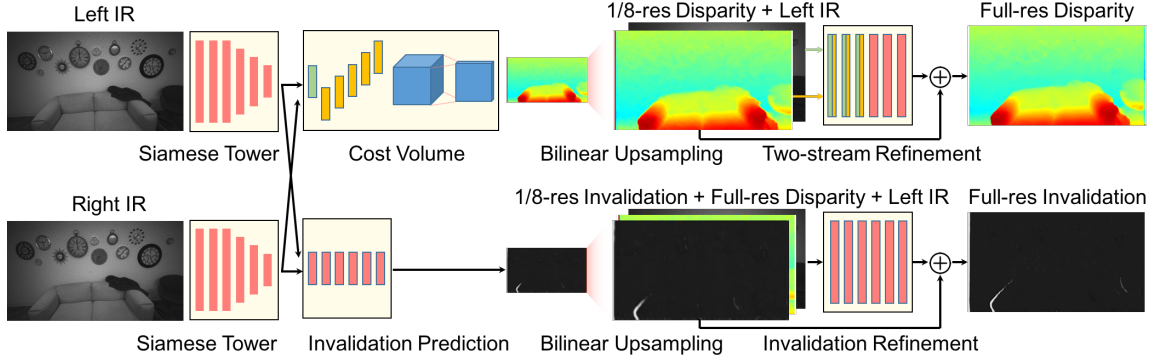 Left IR
1/8-res Disparity + Left IR
Full-res Disparity
Siamese Tower
Cost Volume
Bilinear Upsampling
Two-stream Refinement
Right IR
1/8-res Invalidation + Full-res Disparity + Left IR
Full-res Invalidation
Siamese Tower
Invalidation Prediction
Bilinear Upsampling
Invalidation Refinement